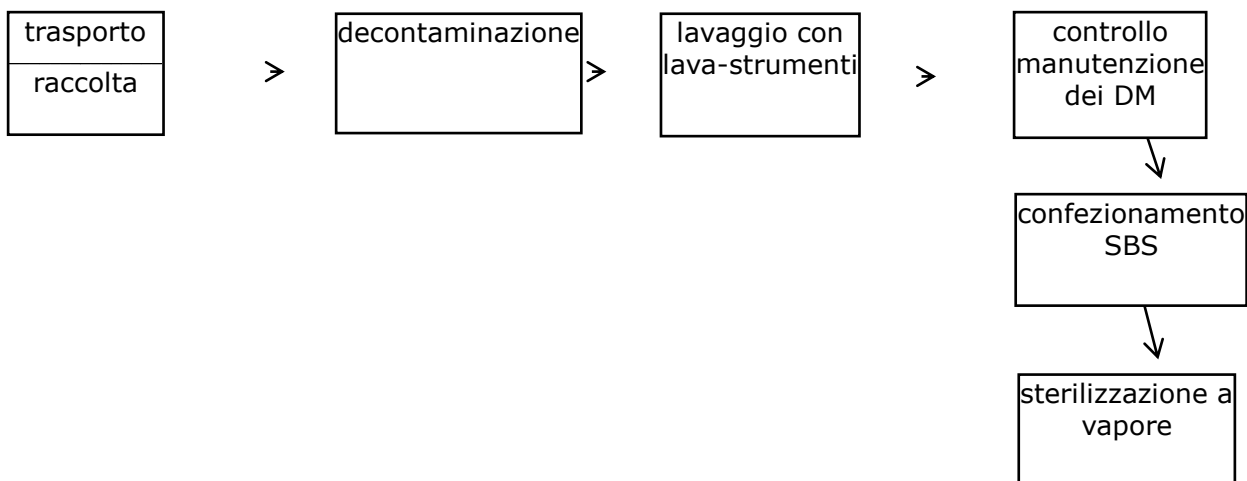 trasporto
raccolta
decontaminazione
lavaggio con
lava-strumenti
controllo
manutenzione
dei DM
confezionamento
SBS
sterilizzazione a
vapore